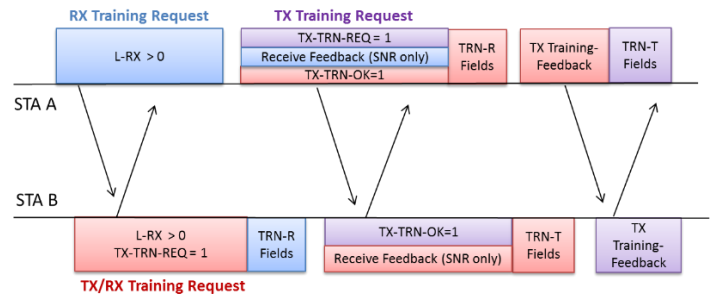 RX Training Request
TX Training Request
L-RX > 0
TX-TRN-REQ = 1
Receive Feedback (SNR only)
TX-TRN-OK=1
TRN-R
Fields
TX Training-
Feedback
TRN-T
Fields
STA A
STA B
L-RX > 0
TX-TRN-REQ = 1
TRN-R
Fields
TX-TRN-OK=1
Receive Feedback (SNR only)
TRN-T
Fields
TX
Training-
Feedback
TX/RX Training Request